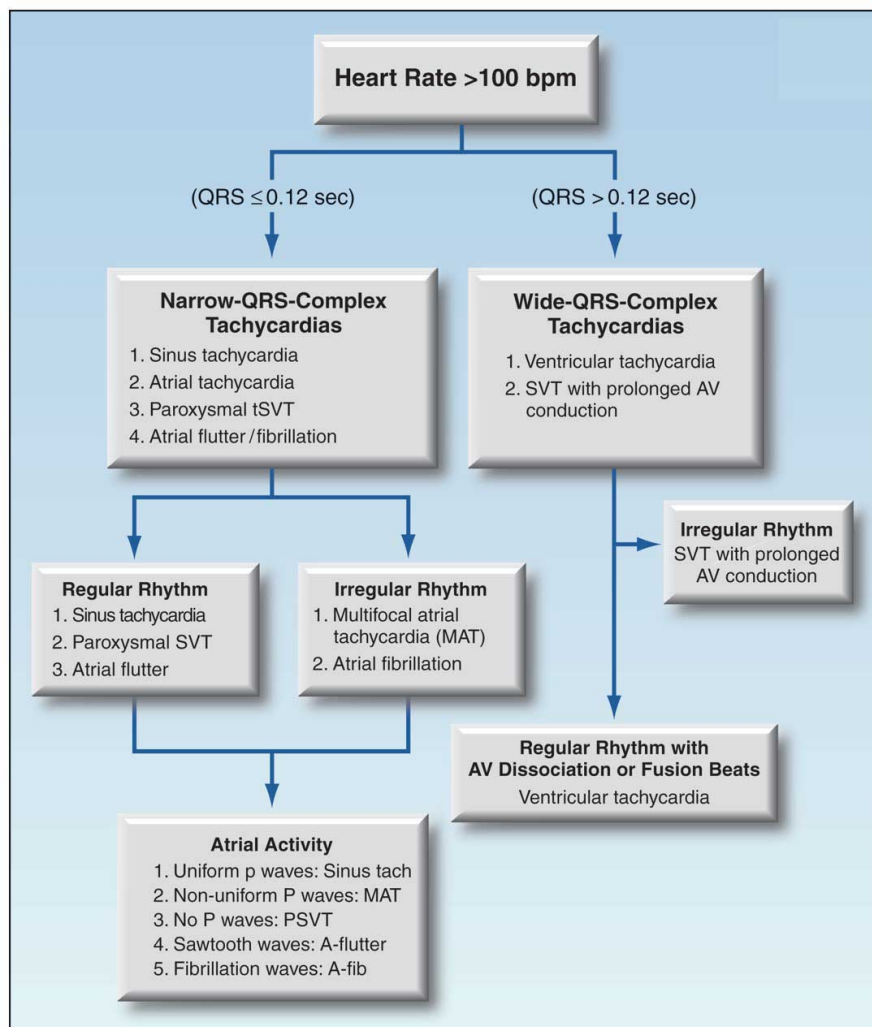 Heart Rate >100 bpm
(QRS ≤ 0.12 sec)
(QRS > 0.12 sec)
Narrow-QRS-Complex
Tachycardias
1. Sinus tachycardia
2. Atrial tachycardia
3. Paroxysmal tSVT
4. Atrial flutter/fibrillation
Wide-QRS-Complex
Tachycardias
1. Ventricular tachycardia
2. SVT with prolonged AV
conduction
Irregular Rhythm
SVT with prolonged
AV conduction
Regular Rhythm
1. Sinus tachycardia
2. Paroxysmal SVT
3. Atrial flutter
Irregular Rhythm
1. Multifocal atrial
tachycardia (MAT)
2. Atrial fibrillation
Regular Rhythm with
AV Dissociation or Fusion Beats
Ventricular tachycardia
Atrial Activity
1. Uniform p waves: Sinus tach
2. Non-uniform P waves: MAT
3. No P waves: PSVT
4. Sawtooth waves: A-flutter
5. Fibrillation waves: A-fib